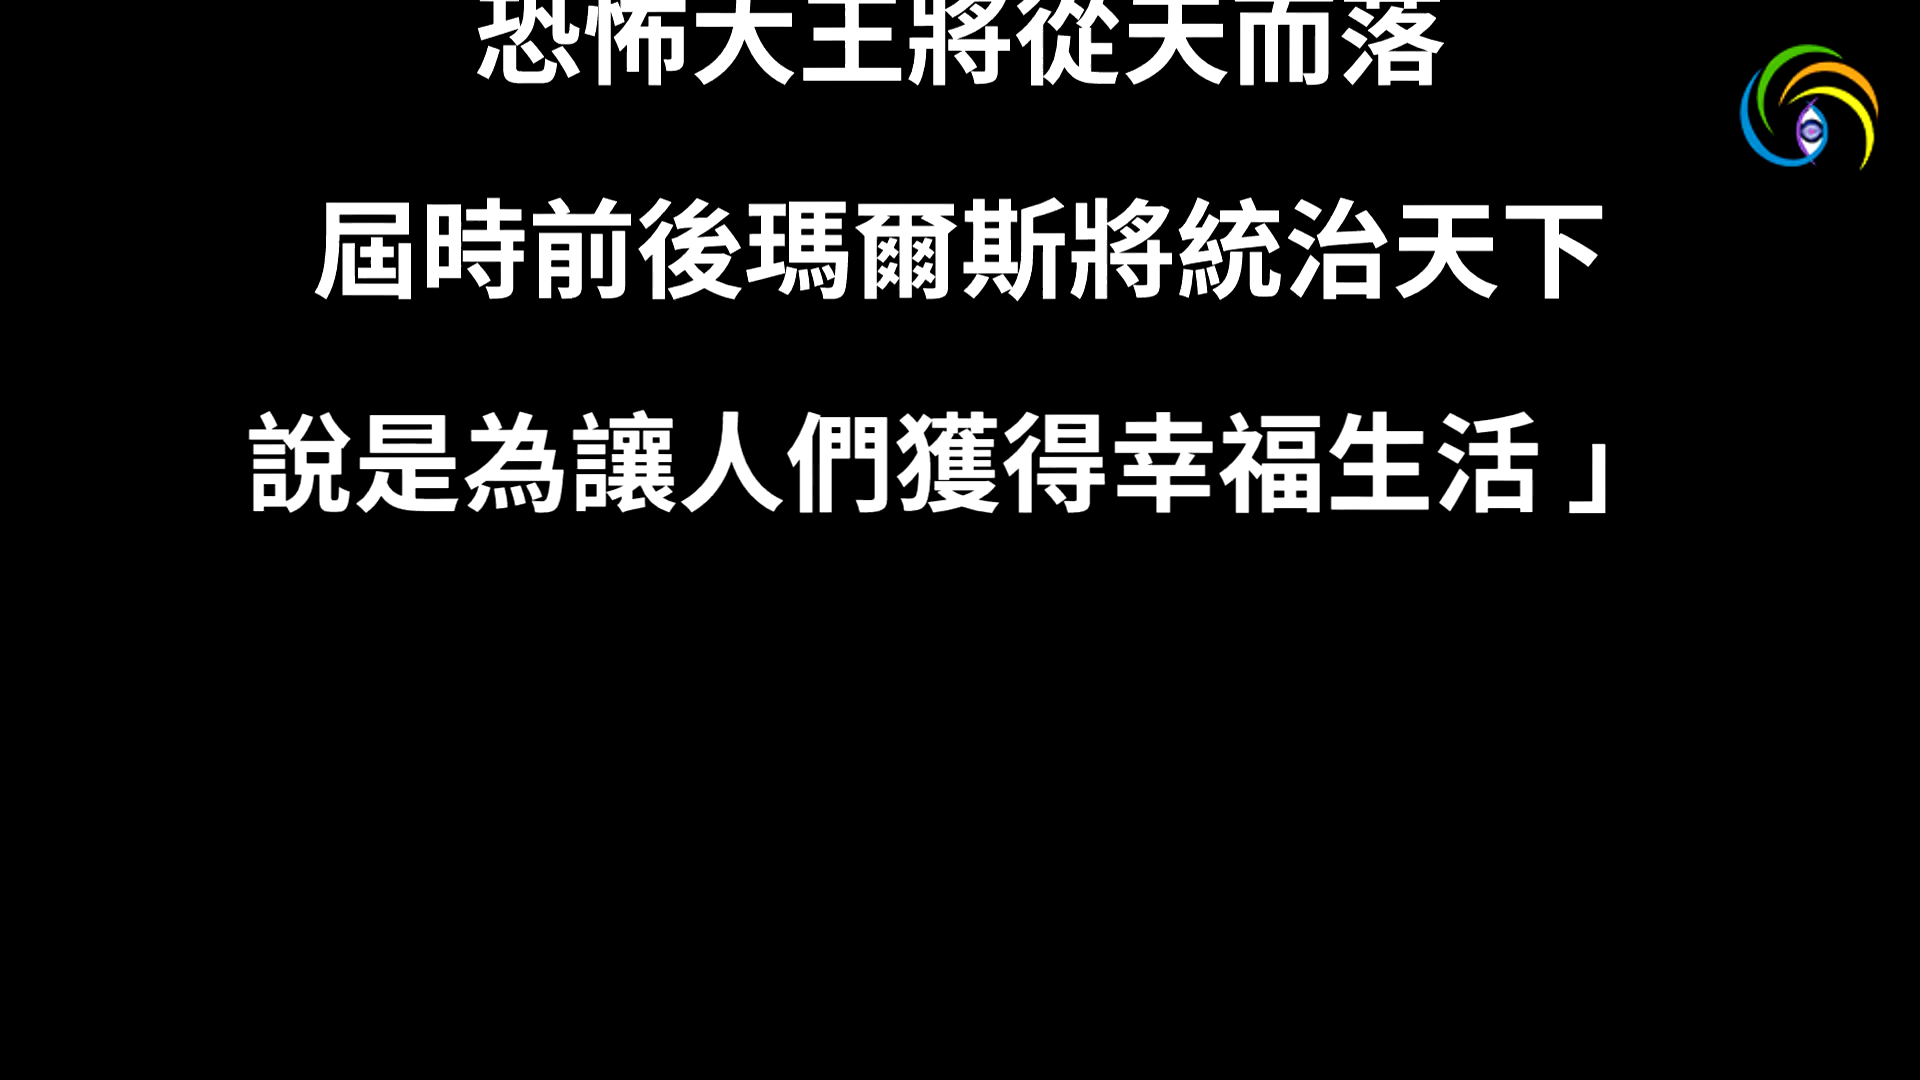 恐怖大王將從天而落
屆時前後瑪爾斯將統治天下
說是為讓人們獲得幸福生活」